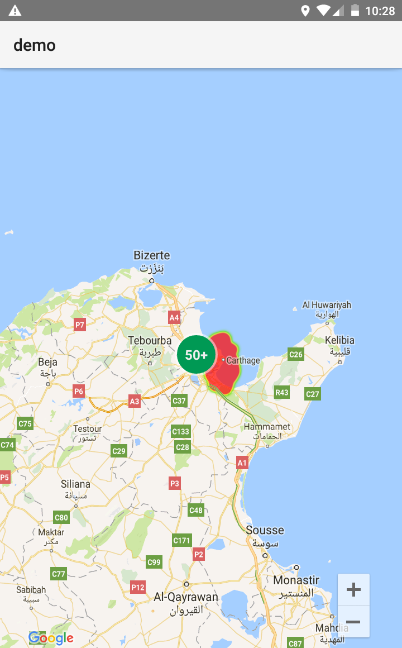 10:28
demo
Bizerte
بنزرت
Al Huwariyah
الهوارية
A4
P7
Tebourba
طبربة
50+
Carthage
Kelibia
قليبية
C26
Beja
باجة
P6
A3
C37
R43
C27
Testour
تستور
C75
C133
Hammamet
الحمامات
C74
C29
C28
A1
P5
Siliana
سيليانة
P3
C48
C80
Sousse
سوسة
Maktar
مكثر
C171
P2
C99
C77
P12
Monastir
المنستير
Sabibah
سبيبة
Al-Qayrawan
القيروان
Mahdia
المهدية
Google
C87